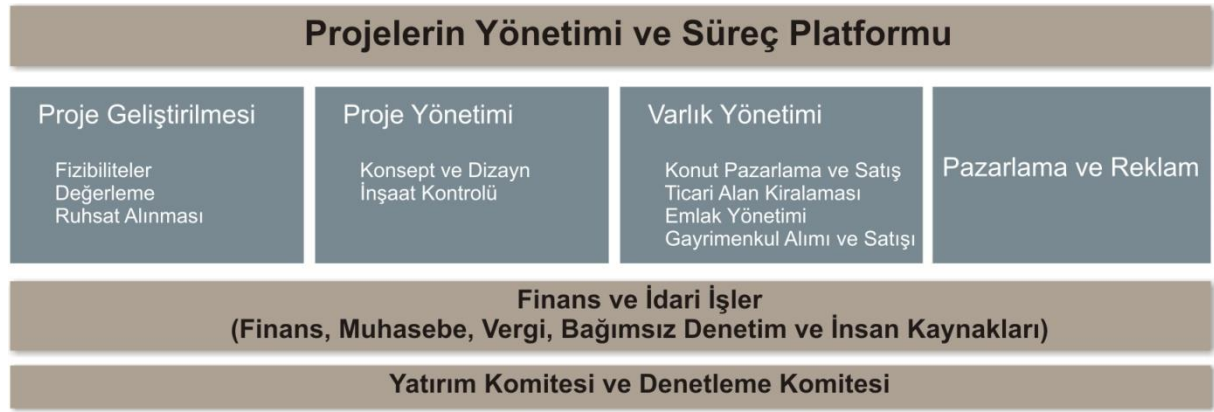 Projelerin Yönetimi ve Süreç Platformu
Proje Geliştirilmesi
Fizibiliteler
Değerleme
Ruhsat Alınması
Proje Yönetimi
Konsept ve Dizayn
İnşaat Kontrolü
Varlık Yönetimi
Konut Pazarlama ve Satış
Ticari Alan Kiralaması
Emlak Yönetimi
Gayrimenkul Alımı ve Satışı
Pazarlama ve Reklam
Finans ve İdari İşler
(Finans, Muhasebe, Vergi, Bağımsız Denetim ve İnsan Kaynakları)
Yatırım Komitesi ve Denetleme Komitesi